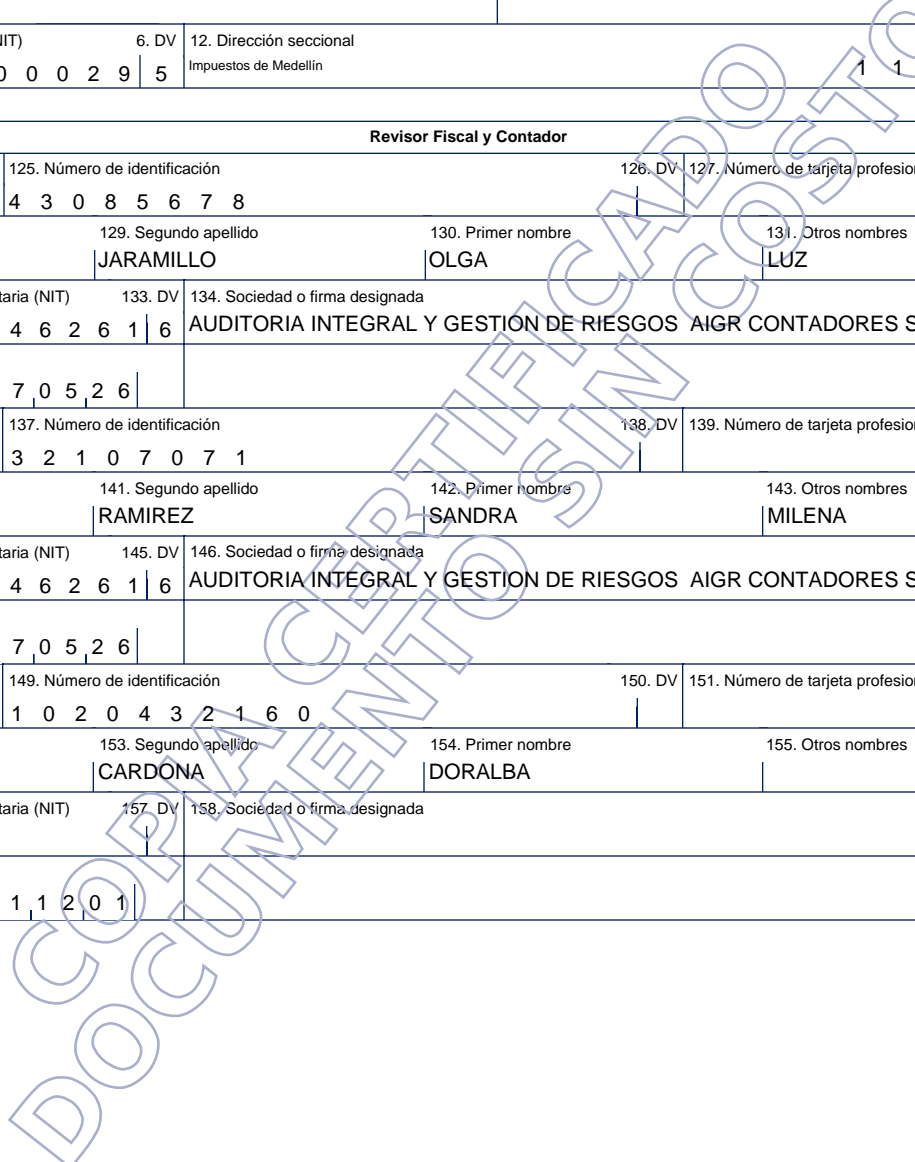 NIT) 6. DV 12. Dirección seccional
0 0 0 2 9 5 Impuestos de Medellín 1 1
Revisor Fiscal y Contador
125. Número de identificación 126. DV 127. Número de tarjeta profesion
4 3 0 8 5 6 7 8
129. Segundo apellido 130. Primer nombre 131. Otros nombres
JARAMILLO OLGA LUZ
taria (NIT) 133. DV 134. Sociedad o firma designada
4 6 2 6 1 6 AUDITORIA INTEGRAL Y GESTION DE RIESGOS AIGR CONTADORES S
7 0 5 2 6
137. Número de identificación 138. DV 139. Número de tarjeta profesion
3 2 1 0 7 0 7 1
141. Segundo apellido 142. Primer nombre 143. Otros nombres
RAMIREZ SANDRA MILENA
taria (NIT) 145. DV 146. Sociedad o firma designada
4 6 2 6 1 6 AUDITORIA INTEGRAL Y GESTION DE RIESGOS AIGR CONTADORES S
7 0 5 2 6
149. Número de identificación 150. DV 151. Número de tarjeta profesion
1 0 2 0 4 3 2 1 6 0
153. Segundo apellido 154. Primer nombre 155. Otros nombres
CARDONA DORALBA
taria (NIT) 157. DV 158. Sociedad o firma designada
1 1 2 0 1
COPIA CERTIFICADO
DOCUMENTO SIN COSTO